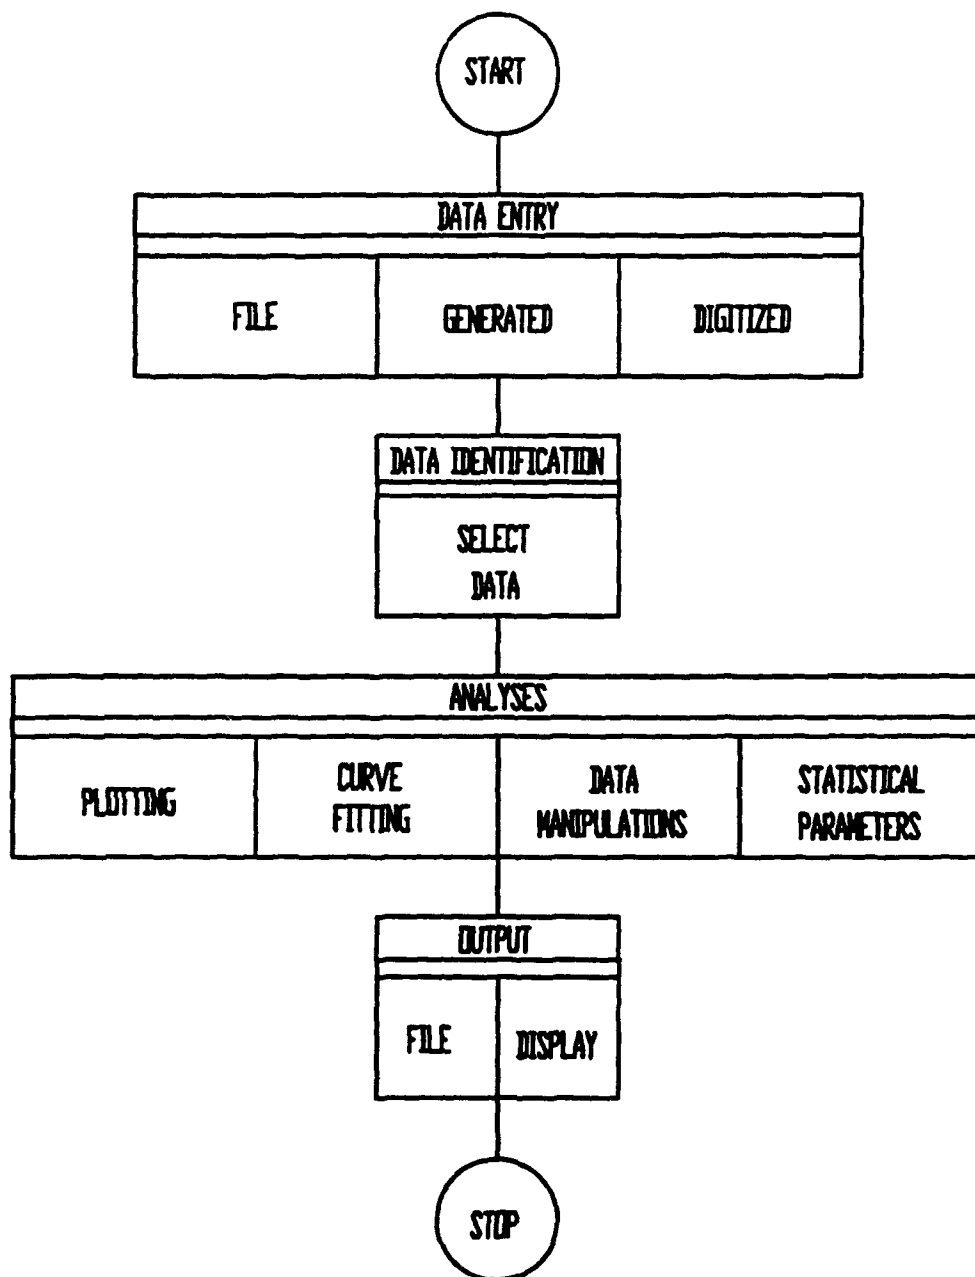 START
DATA ENTRY
FILE
GENERATED
DIGITIZED
DATA IDENTIFICATION
SELECT
DATA
ANALYSES
PLOTTING
CURVE
FITTING
DATA
MANIPULATIONS
STATISTICAL
PARAMETERS
OUTPUT
FILE
DISPLAY
STOP